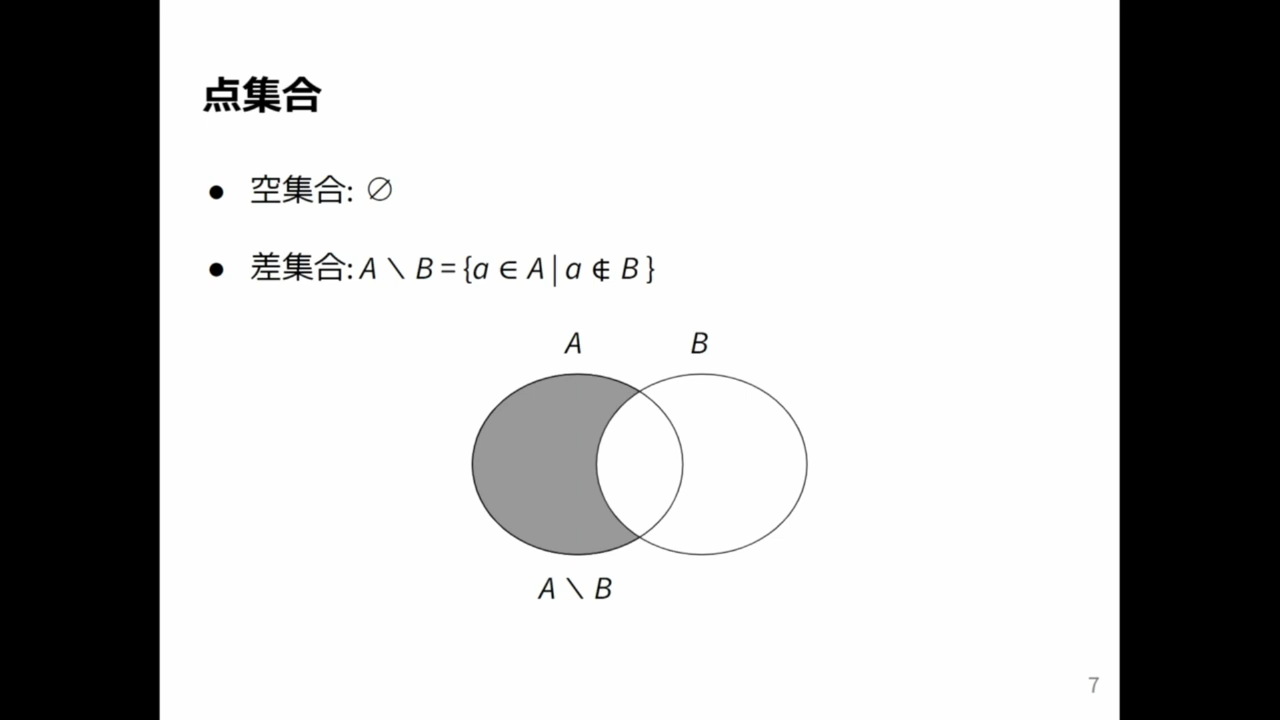 点集合
● 空集合: ∅
● 差集合: A \ B = {a ∈ A | a ∉ B }
A B
A \ B
7